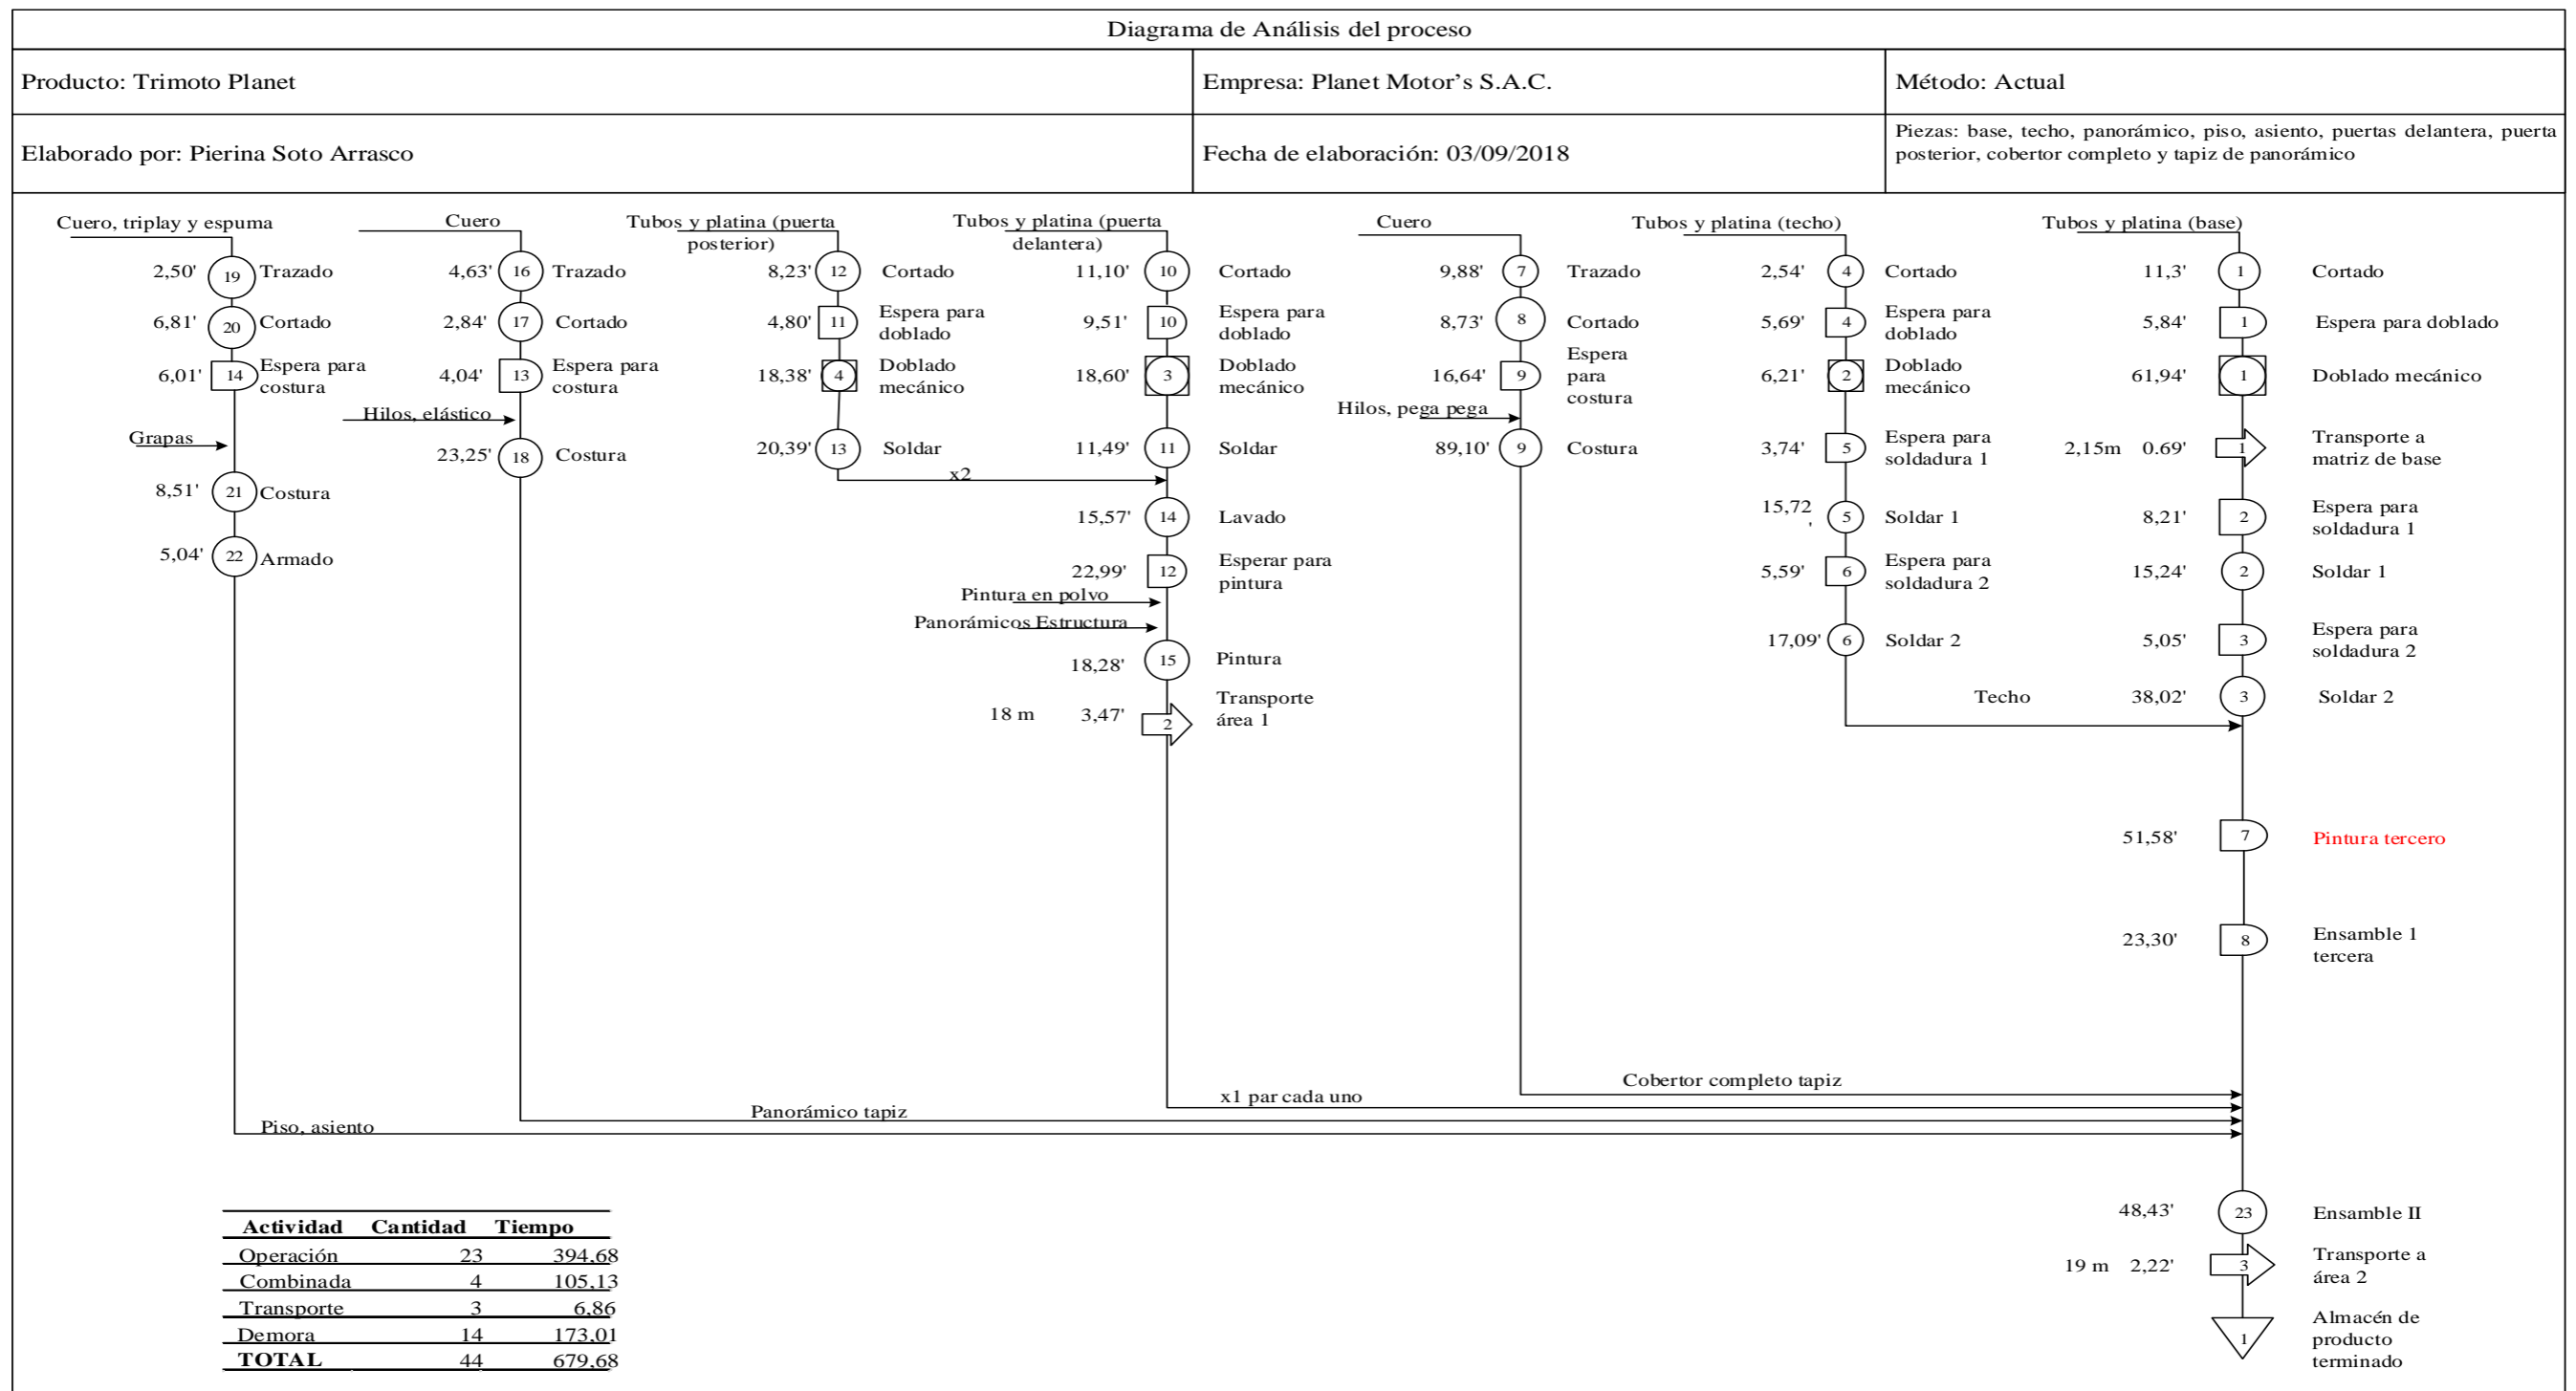 Diagrama de Análisis del proceso
Producto: Trimoto Planet
Empresa: Planet Motor’s S.A.C.
Método: Actual
Elaborado por: Pierina Soto Arrasco
Fecha de elaboración: 03/09/2018
Piezas: base, techo, panorámico, piso, asiento, puertas delantera, puerta
posterior, cobertor completo y tapiz de panorámico
Cuero, triplay y espuma
2,50' 19 Trazado
6,81' 20 Cortado
6,01' 14 Espera para
costura
Grapas
8,51' 21 Costura
5,04' 22 Armado
Piso, asiento
Cuero
4,63' 16 Trazado
2,84' 17 Cortado
4,04' 13 Espera para
costura
Hilos, elástico
23,25' 18 Costura
Panorámico tapiz
Tubos y platina (puerta
posterior)
8,23' 12 Cortado
4,80' 11 Espera para
doblado
18,38' 4 Doblado
mecánico
20,39' 13 Soldar
x2
Tubos y platina (puerta
delantera)
11,10' 10 Cortado
9,51' 10 Espera para
doblado
18,60' 3 Doblado
mecánico
11,49' 11 Soldar
15,57' 14 Lavado
22,99' 12 Esperar para
pintura
Pintura en polvo
Panorámicos Estructura
18,28' 15 Pintura
18 m 3,47' 2 Transporte
área 1
x1 par cada uno
Cuero
9,88' 7 Trazado
8,73' 8 Cortado
16,64' 9 Espera
para
costura
Hilos, pega pega
89,10' 9 Costura
Cobertor completo tapiz
Tubos y platina (techo)
2,54' 4 Cortado
5,69' 4 Espera para
doblado
6,21' 2 Doblado
mecánico
3,74' 5 Espera para
soldadura 1
15,72
' 5 Soldar 1
5,59' 6 Espera para
soldadura 2
17,09' 6 Soldar 2
Techo
Tubos y platina (base)
11,3' 1 Cortado
5,84' 1 Espera para doblado
61,94' 1 Doblado mecánico
2,15m 0.69' 1 Transporte a
matriz de base
8,21' 2 Espera para
soldadura 1
15,24' 2 Soldar 1
5,05' 3 Espera para
soldadura 2
38,02' 3 Soldar 2
51,58' 7 Pintura tercero
23,30' 8 Ensamble 1
tercera
48,43' 23 Ensamble II
19 m 2,22' 3 Transporte a
área 2
1 Almacén de
producto
terminado
Actividad Cantidad Tiempo
Operación 23 394,68
Combinada 4 105,13
Transporte 3 6,86
Demora 14 173,01
TOTAL 44 679,68